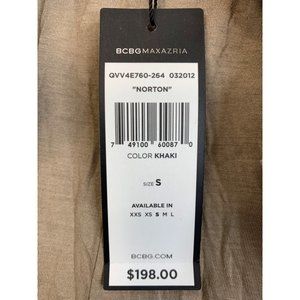 BCBGMAXAZRIA
QVV4E760-264 032012
"NORTON"
7 49100 60087 0
COLOR KHAKI
SIZE S
AVAILABLE IN
XXS XS S M L
BCBG.COM
$198.00